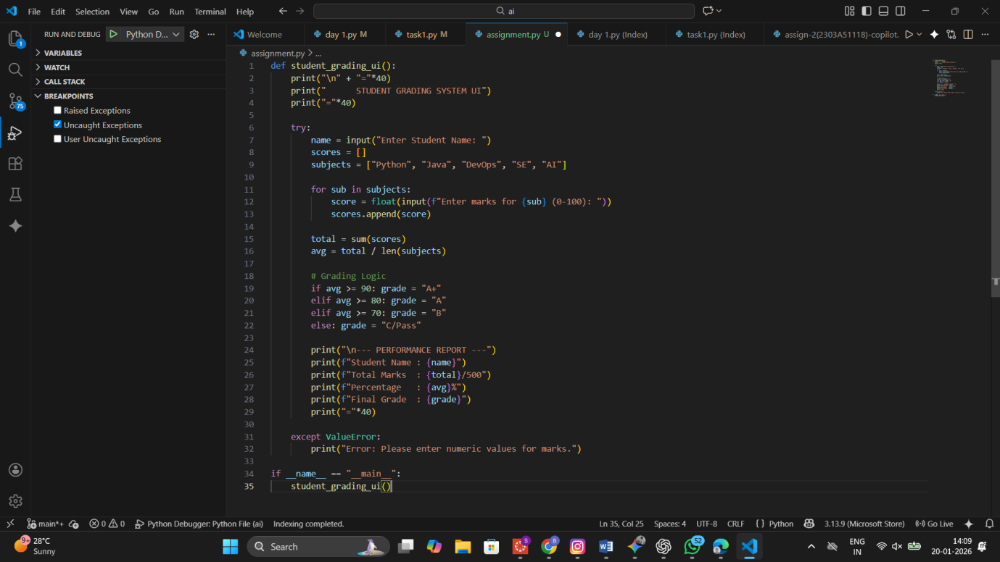 File Edit Selection View Go Run Terminal Help
ai
RUN AND DEBUG Python D...
Welcome day 1.py M task1.py M assignment.py U day 1.py (Index) task1.py (Index) assign-2(2303A51118)-copilot.
1
75
VARIABLES
WATCH
CALL STACK
BREAKPOINTS
Raised Exceptions
Uncaught Exceptions
User Uncaught Exceptions
assignment.py > ...
1 def student_grading_ui():
2     print("\n" + "="*40)
3     print("      STUDENT GRADING SYSTEM UI")
4     print("="*40)
5
6     try:
7         name = input("Enter Student Name: ")
8         scores = []
9         subjects = ["Python", "Java", "DevOps", "SE", "AI"]
10
11         for sub in subjects:
12             score = float(input(f"Enter marks for {sub} (0-100): "))
13             scores.append(score)
14
15         total = sum(scores)
16         avg = total / len(subjects)
17
18         # Grading Logic
19         if avg >= 90: grade = "A+"
20         elif avg >= 80: grade = "A"
21         elif avg >= 70: grade = "B"
22         else: grade = "C/Pass"
23
24         print("\n--- PERFORMANCE REPORT ---")
25         print(f"Student Name : {name}")
26         print(f"Total Marks  : {total}/500")
27         print(f"Percentage   : {avg}%")
28         print(f"Final Grade  : {grade}")
29         print("="*40)
30
31     except ValueError:
32         print("Error: Please enter numeric values for marks.")
33
34 if __name__ == "__main__":
35     student_grading_ui()
main*+ 0 0 Python Debugger: Python File (ai) Indexing completed. Ln 35, Col 25 Spaces: 4 UTF-8 CRLF {} Python 3.13.9 (Microsoft Store) Go Live
9+ 28°C
Sunny
Search
S
B
52
ENG
IN
14:09
20-01-2026